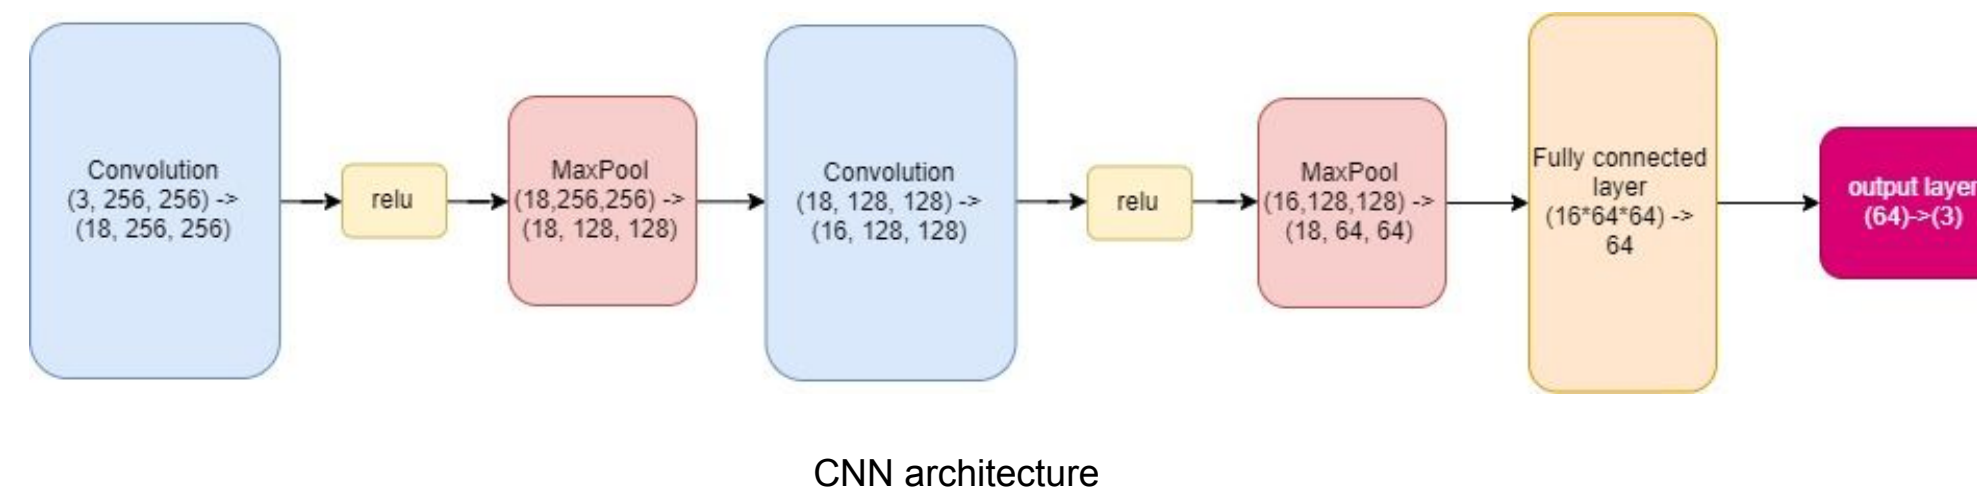 Convolution
(3, 256, 256) ->
(18, 256, 256)
relu
MaxPool
(18,256,256) ->
(18, 128, 128)
Convolution
(18, 128, 128) ->
(16, 128, 128)
relu
MaxPool
(16,128,128) ->
(18, 64, 64)
Fully connected
layer
(16*64*64) ->
64
output layer
(64)->(3)
CNN architecture